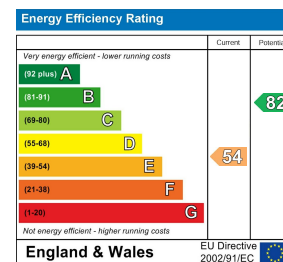 Energy Efficiency Rating
Current Potentia
Very energy efficient - lower running costs
(92 plus) A
(81-91) B
82
(69-80) C
(55-68) D
(39-54) E
54
(21-38) F
(1-20) G
Not energy efficient - higher running costs
England & Wales
EU Directive
2002/91/EC